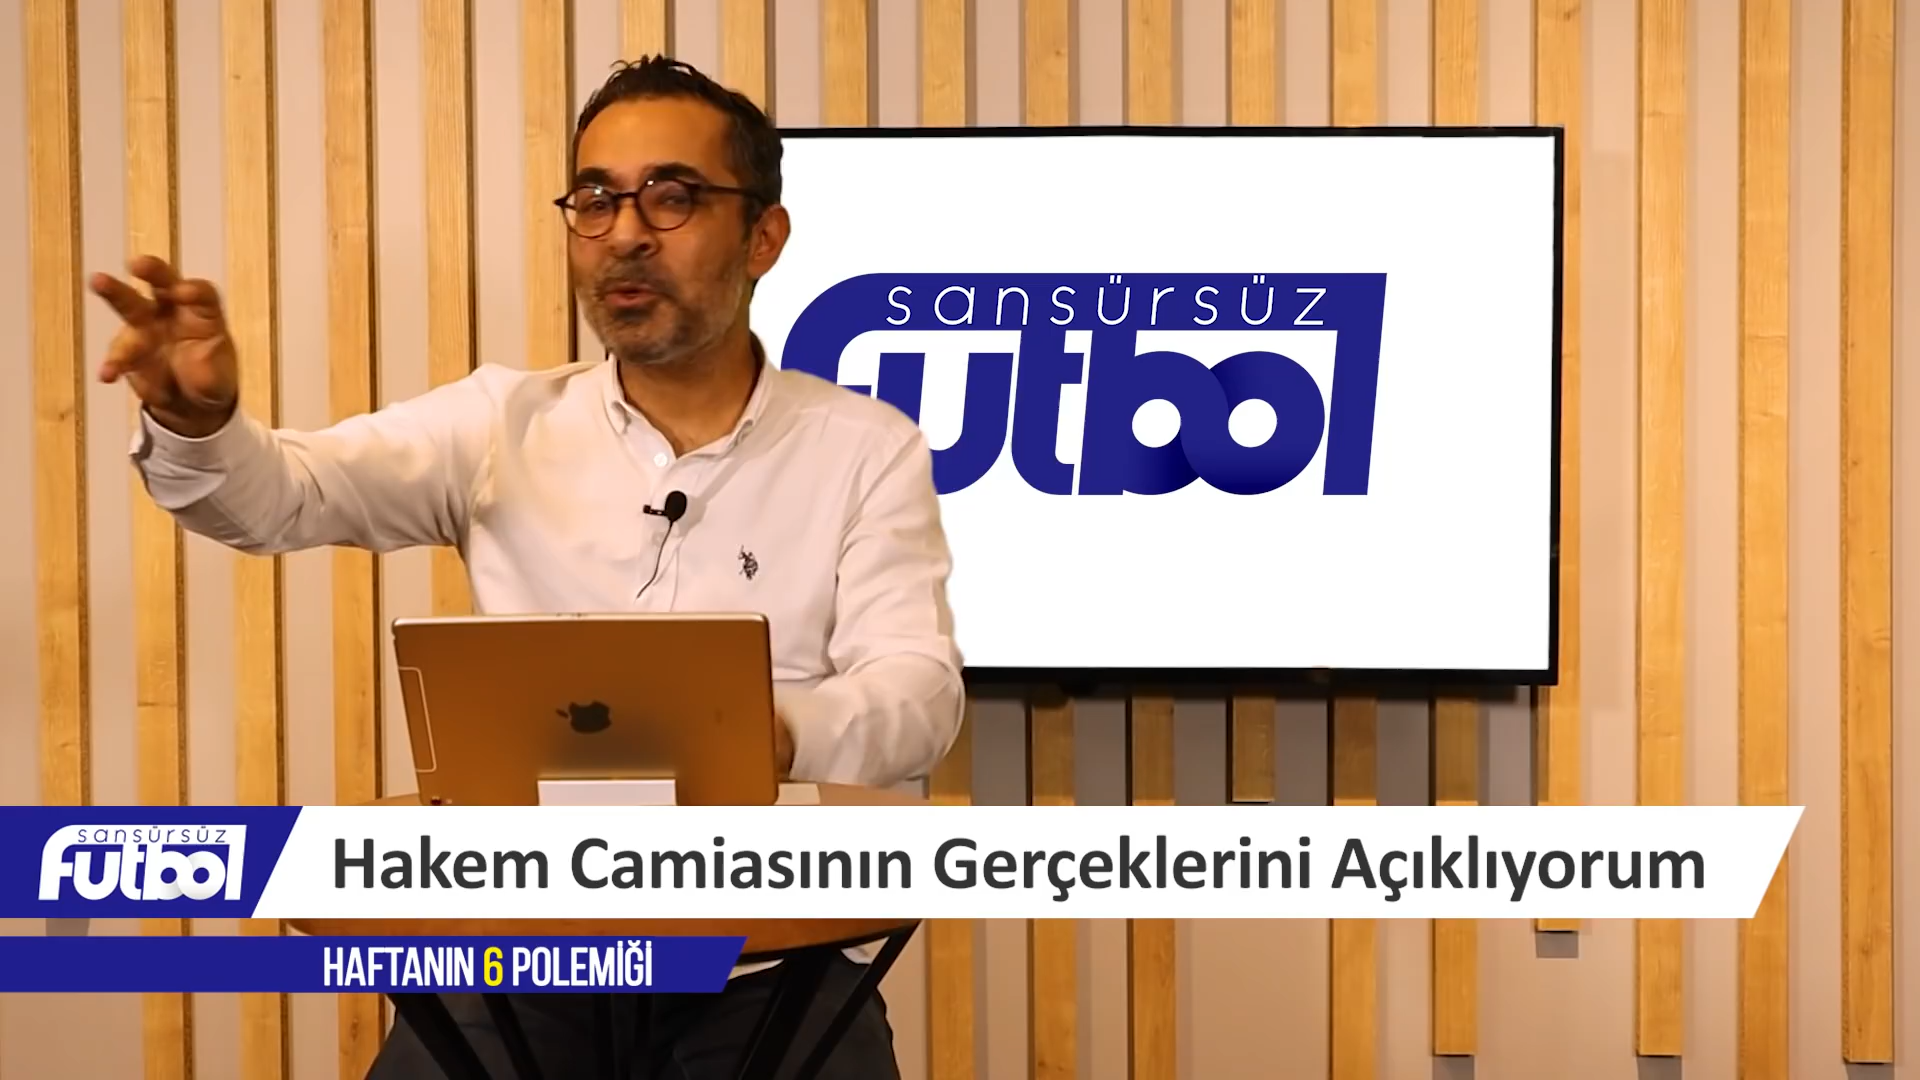 sansürsüz
futbol
sansürsüz
futbol
Hakem Camiasının Gerçeklerini Açıklıyorum
HAFTANIN 6 POLEMİĞİ